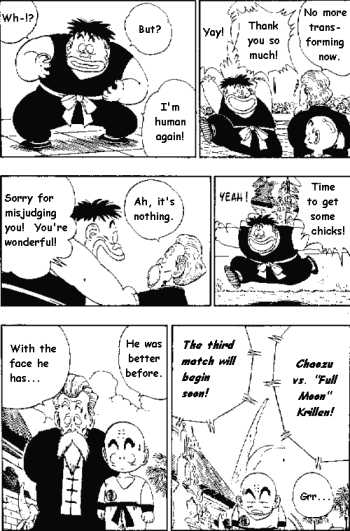 Wh-!?
But?
I'm
human
again!
Yay!
Thank
you so
much!
No more
trans-
forming
now.
Sorry for
misjudging
you! You're
wonderful!
Ah, it's
nothing.
YEAH!
Time
to get
some
chicks!
With the
face he
has...
He was
better
before.
The third
match will
begin
soon!
Chaozu
vs. "Full
Moon"
Krillen!
Grr...